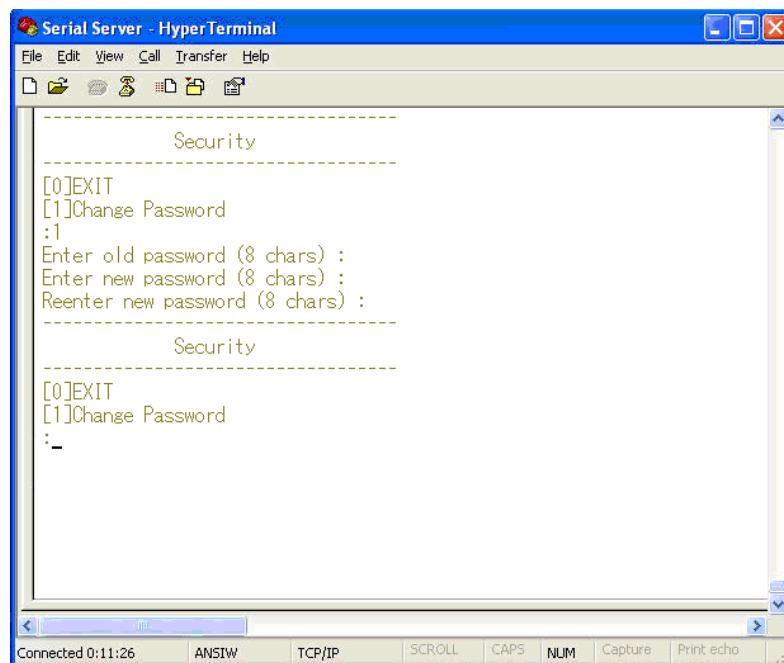 Serial Server - HyperTerminal
File Edit View Call Transfer Help
-----------------------------------
Security
-----------------------------------
[0]EXIT
[1]Change Password
:1
Enter old password (8 chars) :
Enter new password (8 chars) :
Reenter new password (8 chars) :
-----------------------------------
Security
-----------------------------------
[0]EXIT
[1]Change Password
:_
Connected 0:11:26 ANSIW TCP/IP SCROLL CAPS NUM Capture Print echo